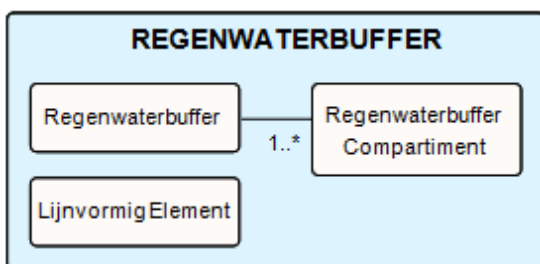 REGENWATERBUFFER
Regenwaterbuffer
1..*
Regenwaterbuffer
Compartiment
LijnvormigElement